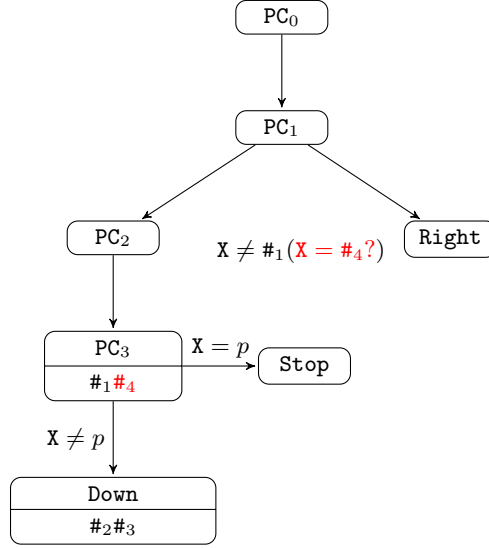 PC₀
PC₁
PC₂
X ≠ #₁(X = #₄?)
Right
PC₃
X = p
Stop
#₁#₄
X ≠ p
Down
#₂#₃